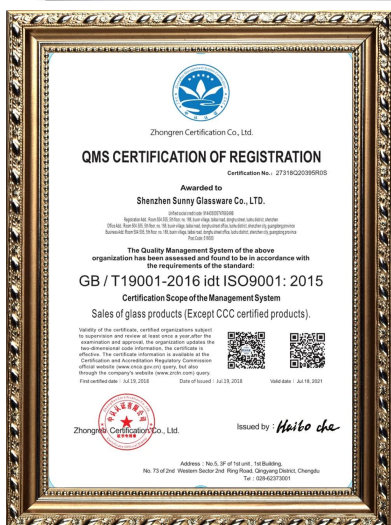 Zhongren Certification Co., Ltd.
QMS CERTIFICATION OF REGISTRATION
Certification No.: 27318Q20395R0S
Awarded to
Shenzhen Sunny Glassware Co., LTD.
The Quality Management System of the above
organization has been assessed and found to be in accordance with
the requirements of the standard:
GB / T19001-2016 idt ISO9001: 2015
Certification Scope of the Management System
Sales of glass products (Except CCC certified products).
Validity of the certificate, certified organizations subject
to supervision and review at least once a year,after the
examination and approval, the organization updates the
two-dimensional code information, the certificate is
effective. The certificate information is available at the
Certification and Accreditation Administration Commission
official website (www.cnca.gov.cn) query, but also
through the company's website (www.zrclin.com) query.
First certified date : Jul.19, 2018 Date of Issued : Jul.19, 2018 Valid date : Jul.18, 2021
Zhongren Certification Co., Ltd.
Issued by : Haibo che
Address : No.5, 3F of 1st unit , 1st Building,
No. 73 of 2nd Western Sector 2nd Ring Road, Qingyang District, Chengdu
Tel : 028-62373001